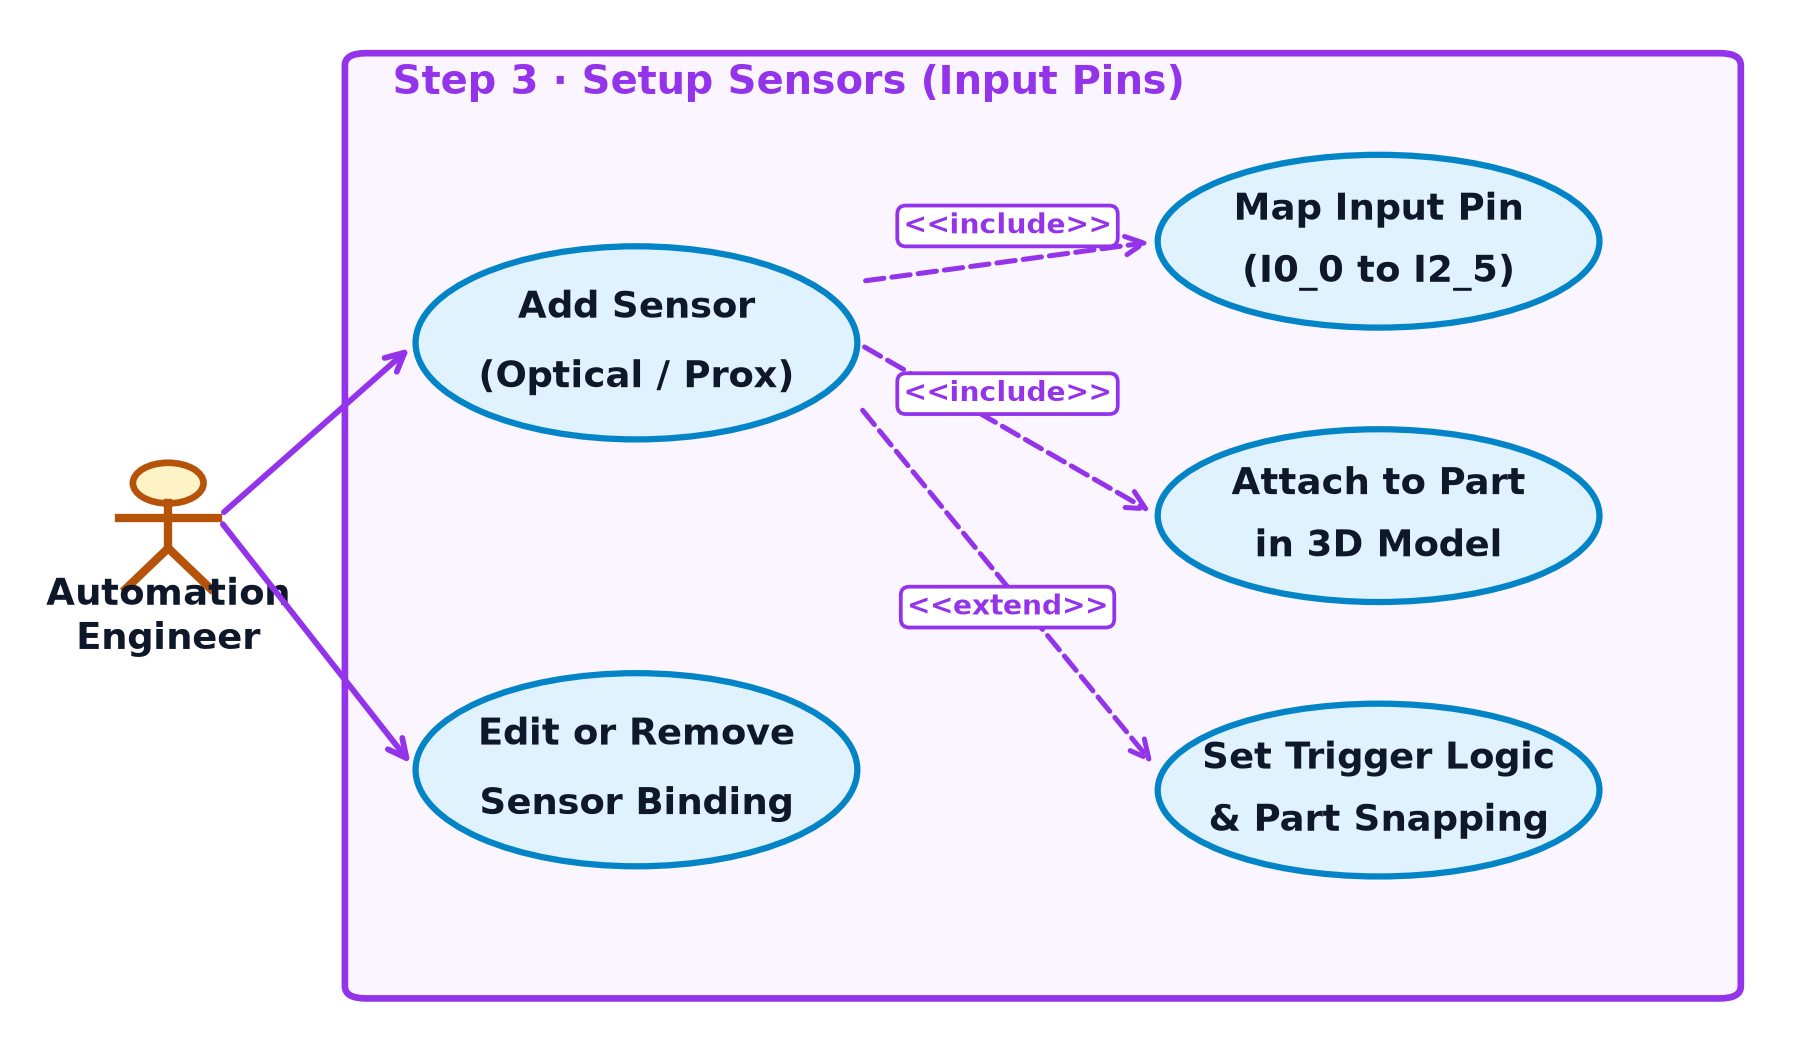 Step 3 · Setup Sensors (Input Pins)
<<include>>
Map Input Pin
(I0_0 to I2_5)
Add Sensor
(Optical / Prox)
<<include>>
Attach to Part
in 3D Model
Automation
Engineer
<<extend>>
Edit or Remove
Sensor Binding
Set Trigger Logic
& Part Snapping